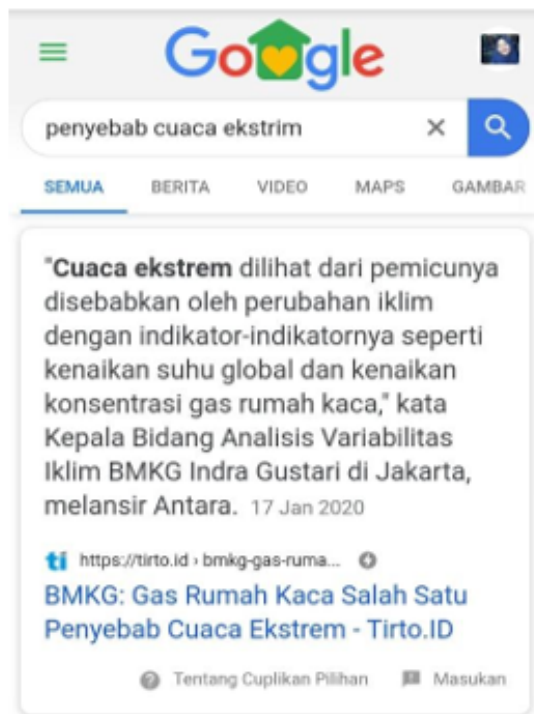 Google
penyebab cuaca ekstrim
SEMUA BERITA VIDEO MAPS GAMBAR
"Cuaca ekstrem dilihat dari pemicunya
disebabkan oleh perubahan iklim
dengan indikator-indikatornya seperti
kenaikan suhu global dan kenaikan
konsentrasi gas rumah kaca," kata
Kepala Bidang Analisis Variabilitas
Iklim BMKG Indra Gustari di Jakarta,
melansir Antara. 17 Jan 2020
ti https://tirto.id › bmkg-gas-ruma...
BMKG: Gas Rumah Kaca Salah Satu
Penyebab Cuaca Ekstrem - Tirto.ID
Tentang Cuplikan Pilihan Masukan